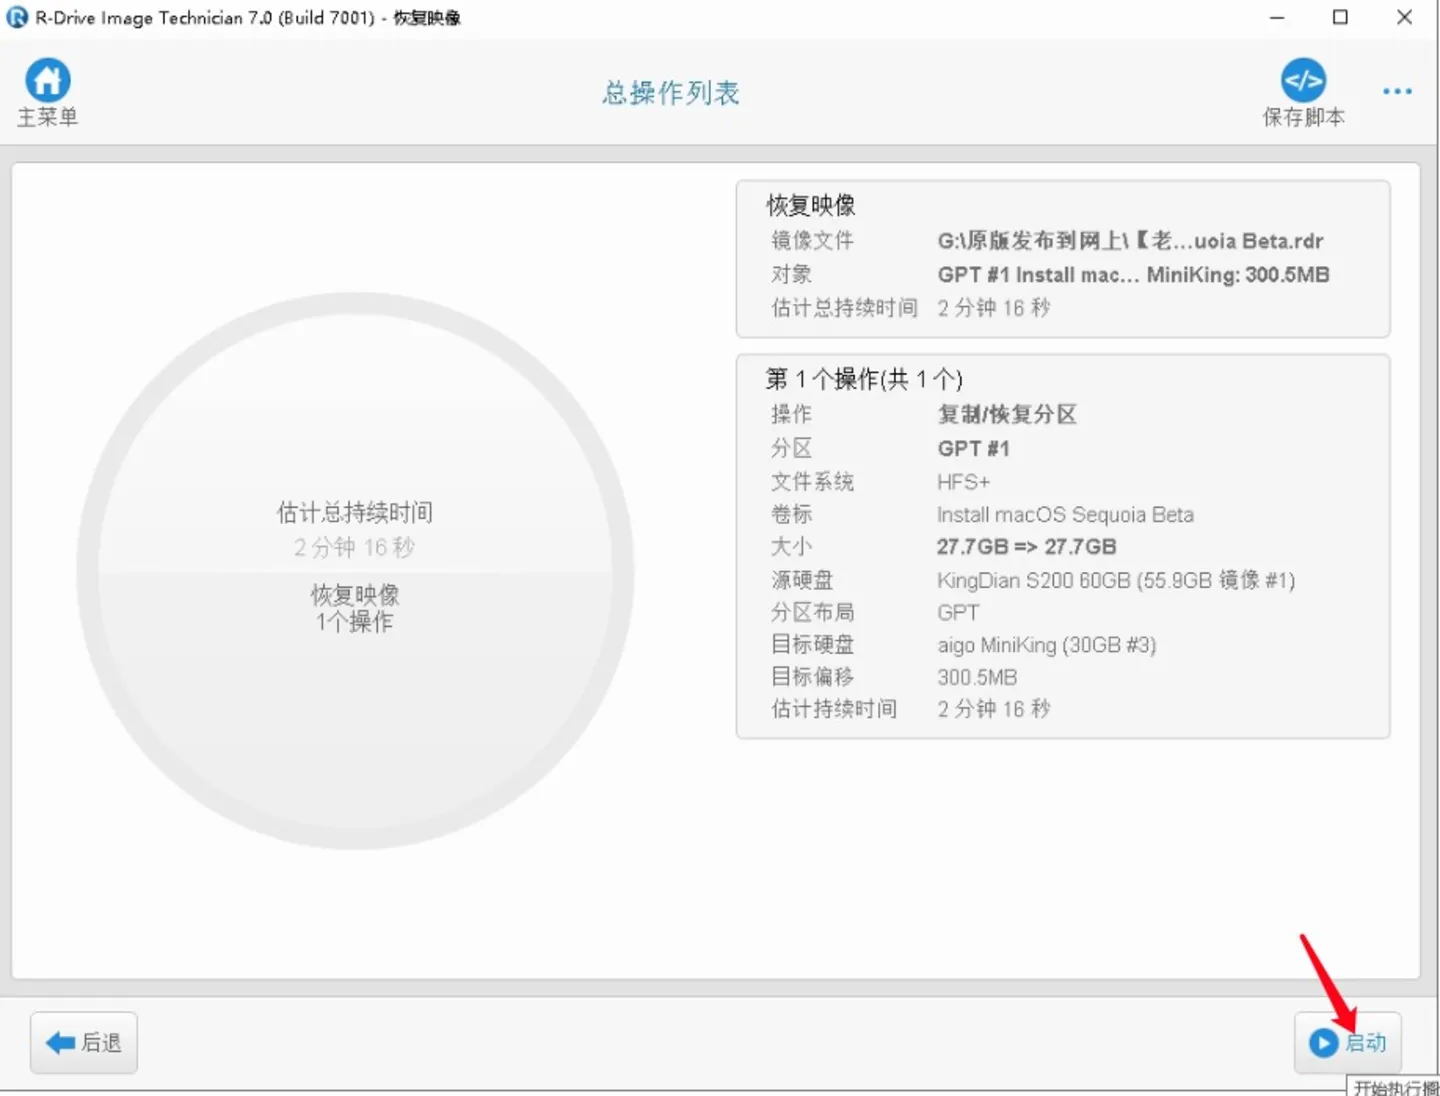 R-Drive Image Technician 7.0 (Build 7001) - 恢复映像
主菜单
总操作列表
保存脚本
恢复映像
镜像文件 G:\原版发布到网上\【老...uoia Beta.rdr
对象 GPT #1 Install mac... MiniKing: 300.5MB
估计总持续时间 2 分钟 16 秒
第 1 个操作(共 1 个)
操作 复制/恢复分区
分区 GPT #1
文件系统 HFS+
卷标 Install macOS Sequoia Beta
大小 27.7GB => 27.7GB
源硬盘 KingDian S200 60GB (55.9GB 镜像 #1)
分区布局 GPT
目标硬盘 aigo MiniKing (30GB #3)
目标偏移 300.5MB
估计持续时间 2 分钟 16 秒
估计总持续时间
2 分钟 16 秒
恢复映像
1个操作
后退
启动
开始执行